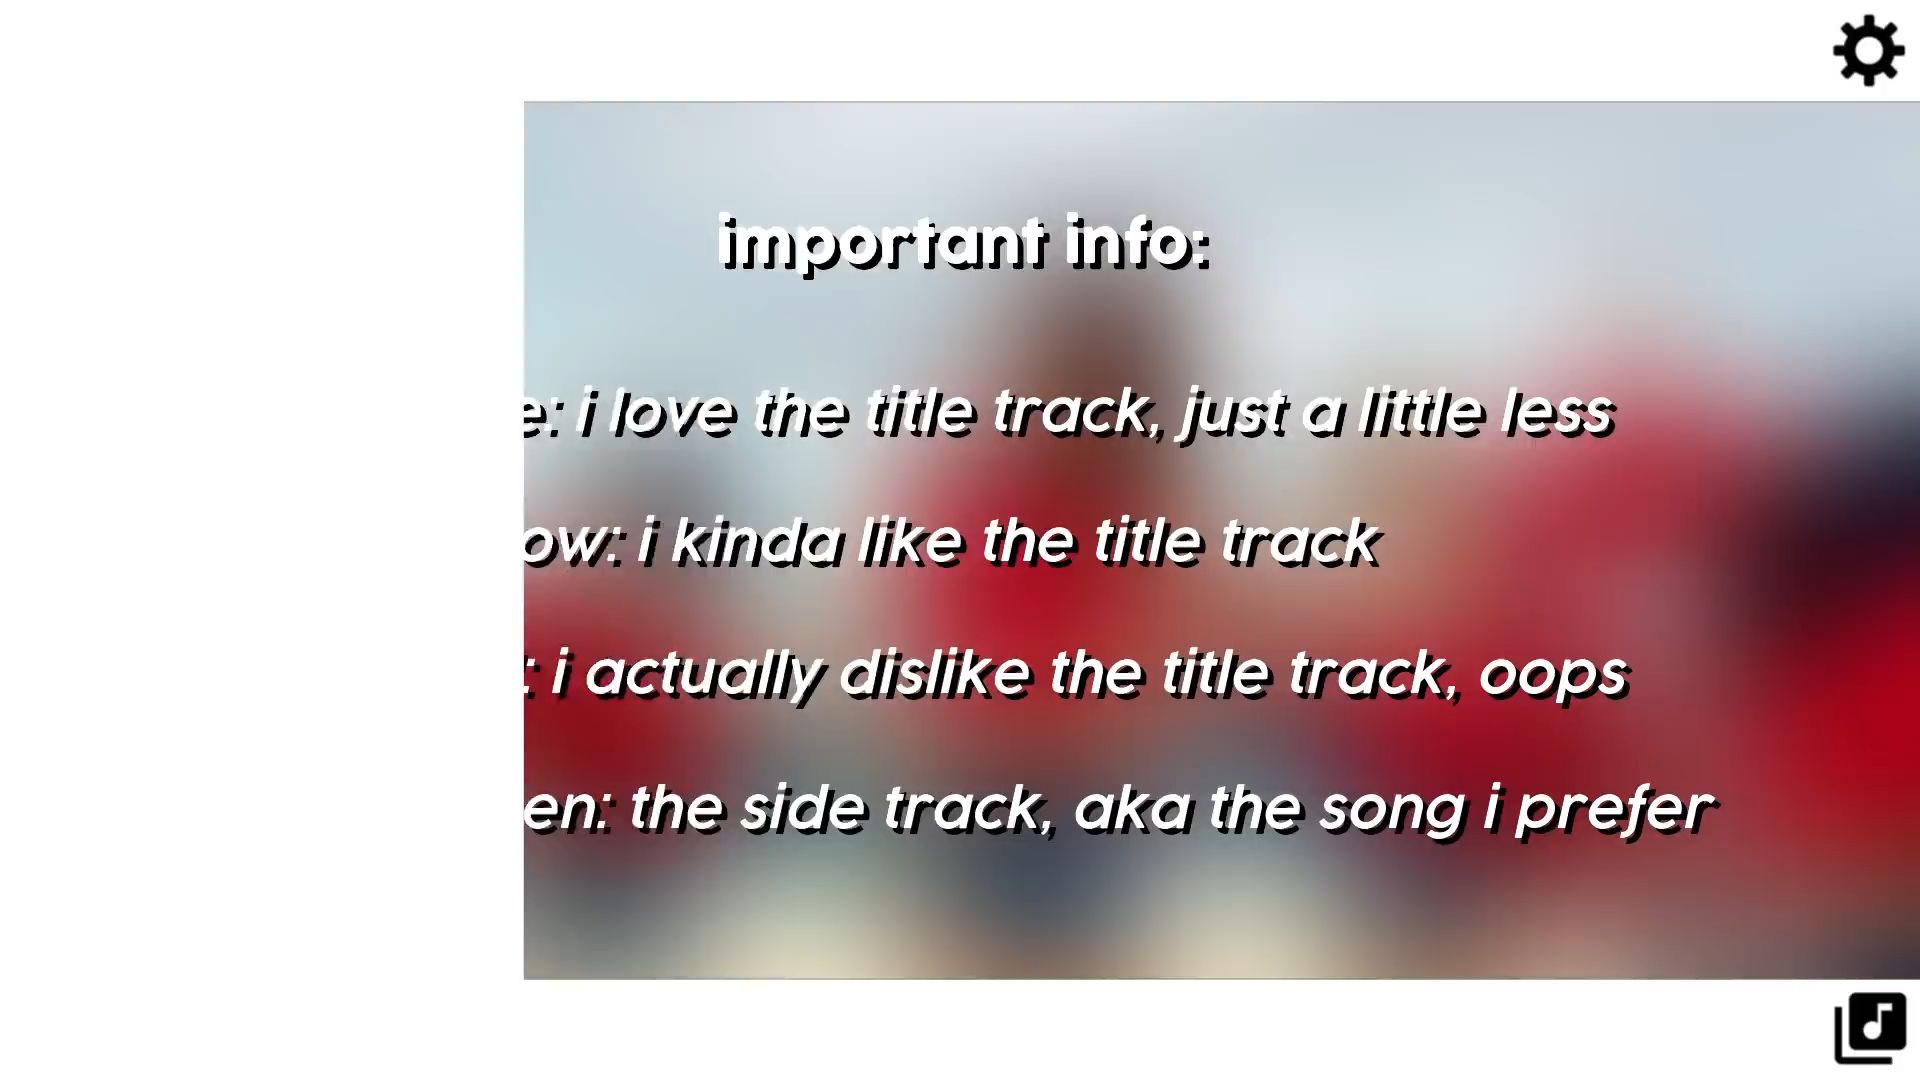 important info:
e: i love the title track, just a little less
ow: i kinda like the title track
: i actually dislike the title track, oops
en: the side track, aka the song i prefer